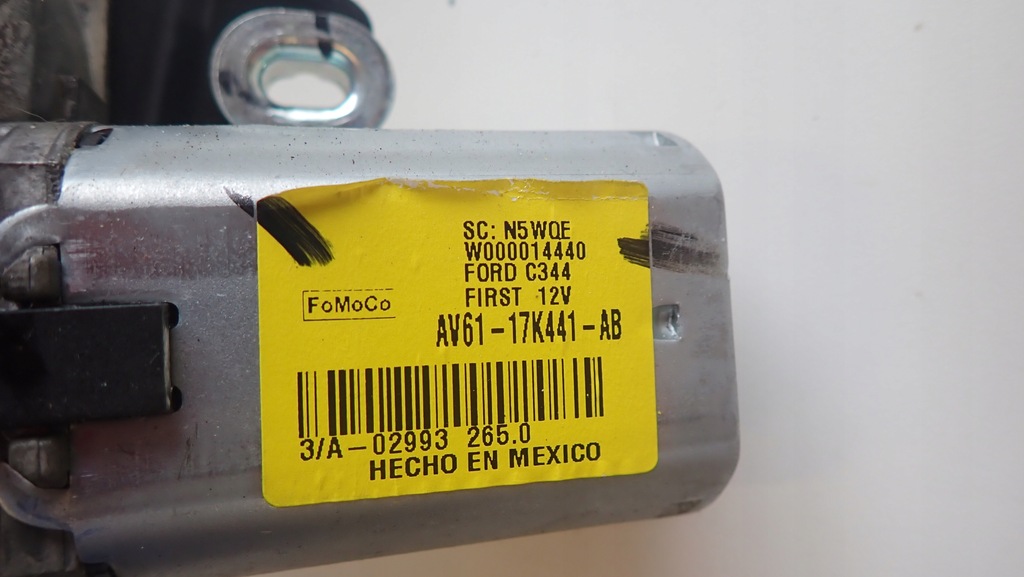 SC: N5WQE
W000014440
FORD C344
FIRST 12V
FoMoCo
AV61-17K441-AB
3/A-02993 265.0
HECHO EN MEXICO